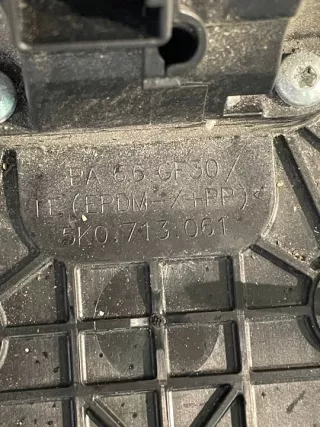 PA 66 GF30/
TE(EPDM-X+PP)<
5K0.713.061